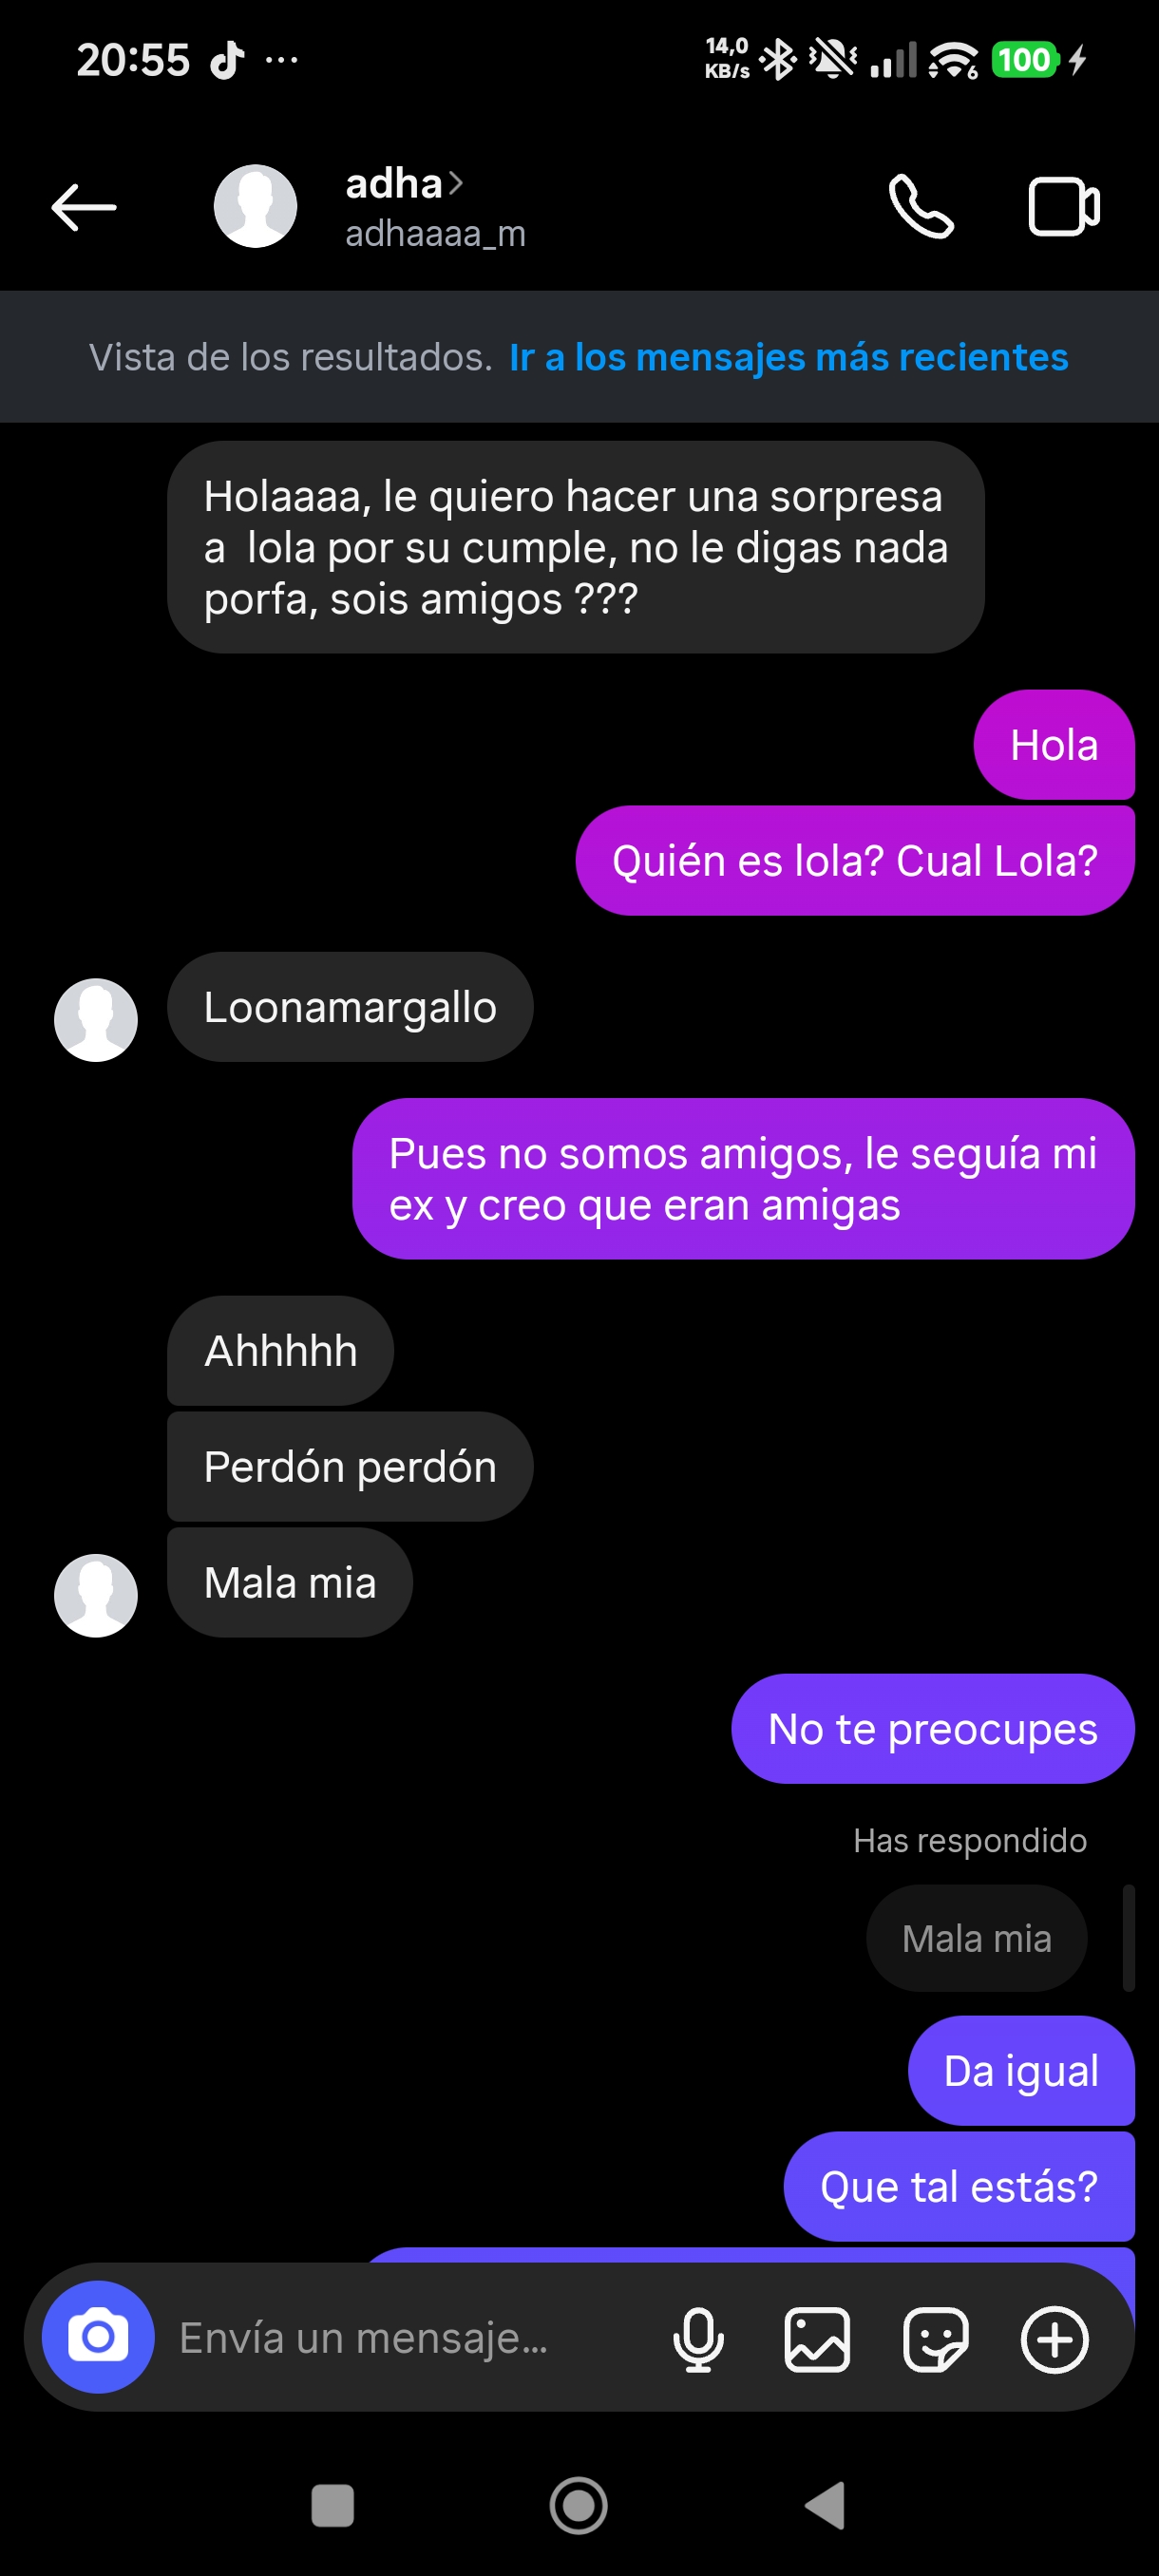 20:55
14,0
KB/s
6
100
adha
adhaaaa_m
Vista de los resultados. Ir a los mensajes más recientes
Holaaaa, le quiero hacer una sorpresa
a  lola por su cumple, no le digas nada
porfa, sois amigos ???
Hola
Quién es lola? Cual Lola?
Loonamargallo
Pues no somos amigos, le seguía mi
ex y creo que eran amigas
Ahhhhh
Perdón perdón
Mala mia
No te preocupes
Has respondido
Mala mia
Da igual
Que tal estás?
Envía un mensaje...